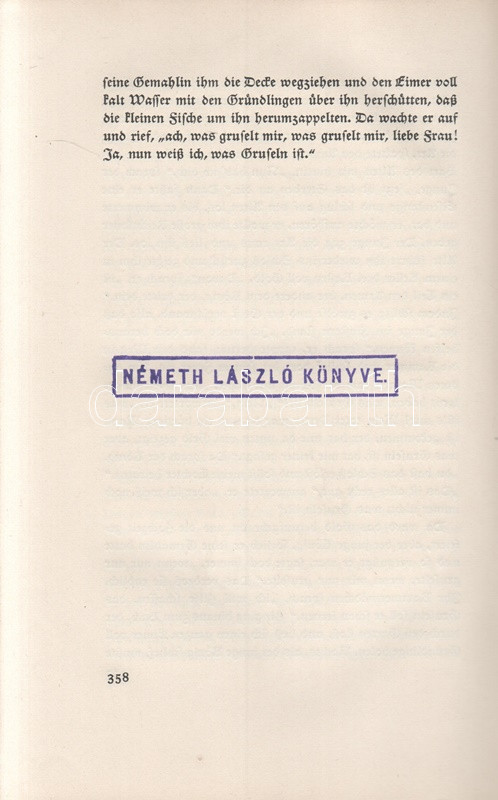 seine Gemahlin ihm die Decke wegziehen und den Eimer voll
kalt Wasser mit den Gründlingen über ihn herschütten, daß
die kleinen Fische um ihn herumzappelten. Da wachte er auf
und rief, „ach, was gruselt mir, was gruselt mir, liebe Frau!
Ja, nun weiß ich, was Gruseln ist.“
NÉMETH LÁSZLÓ KÖNYVE.
darabanth
358